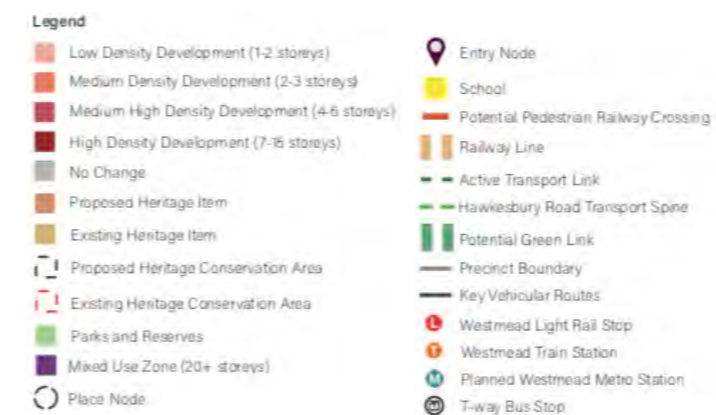 Legend
Low Density Development (1-2 storeys)
Medium Density Development (2-3 storeys)
Medium High Density Development (4-6 storeys)
High Density Development (7-15 storeys)
No Change
Proposed Heritage Item
Existing Heritage Item
Proposed Heritage Conservation Area
Existing Heritage Conservation Area
Parks and Reserves
Mixed Use Zone (20+ storeys)
Place Node
Entry Node
School
Potential Pedestrian Railway Crossing
Railway Line
Active Transport Link
Hawkesbury Road Transport Spine
Potential Green Link
Precinct Boundary
Key Vehicular Routes
L Westmead Light Rail Stop
T Westmead Train Station
M Planned Westmead Metro Station
T-way Bus Stop